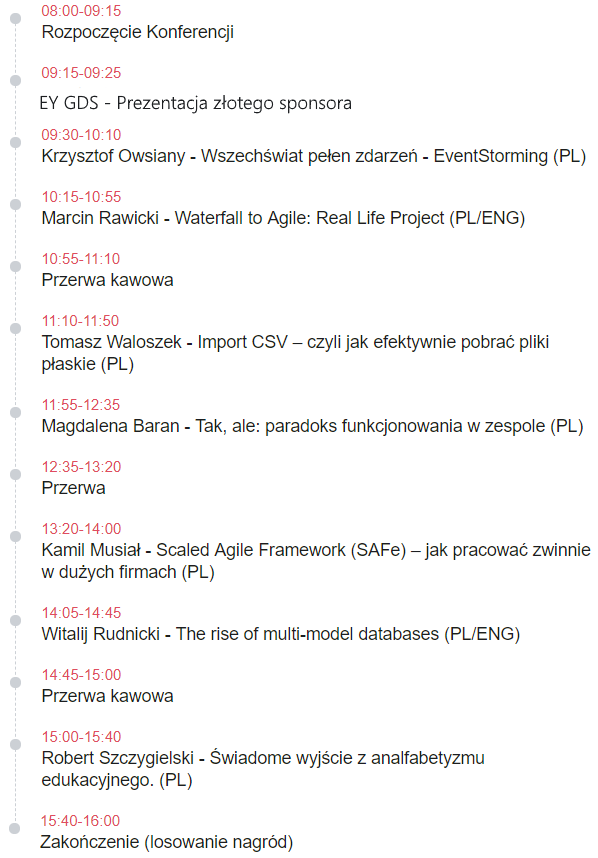 08:00-09:15
Rozpoczęcie Konferencji
09:15-09:25
EY GDS - Prezentacja złotego sponsora
09:30-10:10
Krzysztof Owsiany - Wszechświat pełen zdarzeń - EventStorming (PL)
10:15-10:55
Marcin Rawicki - Waterfall to Agile: Real Life Project (PL/ENG)
10:55-11:10
Przerwa kawowa
11:10-11:50
Tomasz Waloszek - Import CSV – czyli jak efektywnie pobrać pliki
płaskie (PL)
11:55-12:35
Magdalena Baran - Tak, ale: paradoks funkcjonowania w zespole (PL)
12:35-13:20
Przerwa
13:20-14:00
Kamil Musiał - Scaled Agile Framework (SAFe) – jak pracować zwinnie
w dużych firmach (PL)
14:05-14:45
Witalij Rudnicki - The rise of multi-model databases (PL/ENG)
14:45-15:00
Przerwa kawowa
15:00-15:40
Robert Szczygielski - Świadome wyjście z analfabetyzmu
edukacyjnego. (PL)
15:40-16:00
Zakończenie (losowanie nagród)